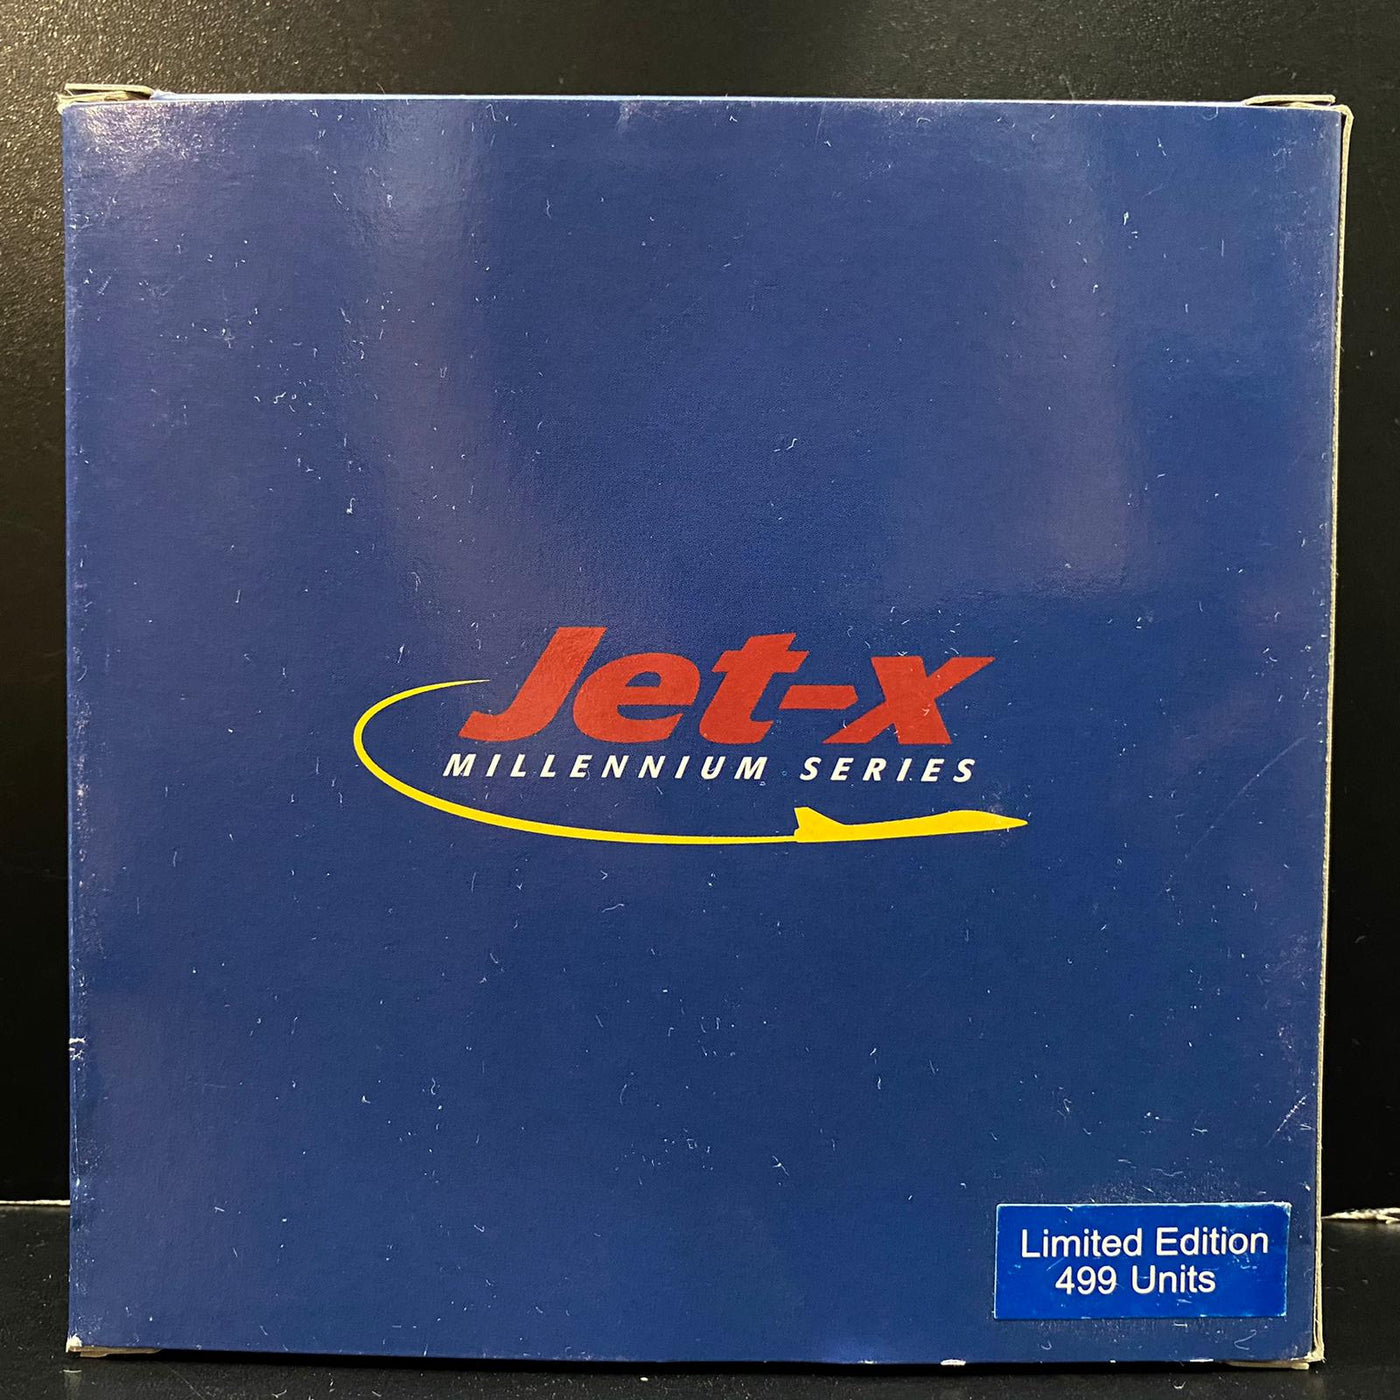 Jet-x
MILLENNIUM SERIES
Limited Edition
499 Units